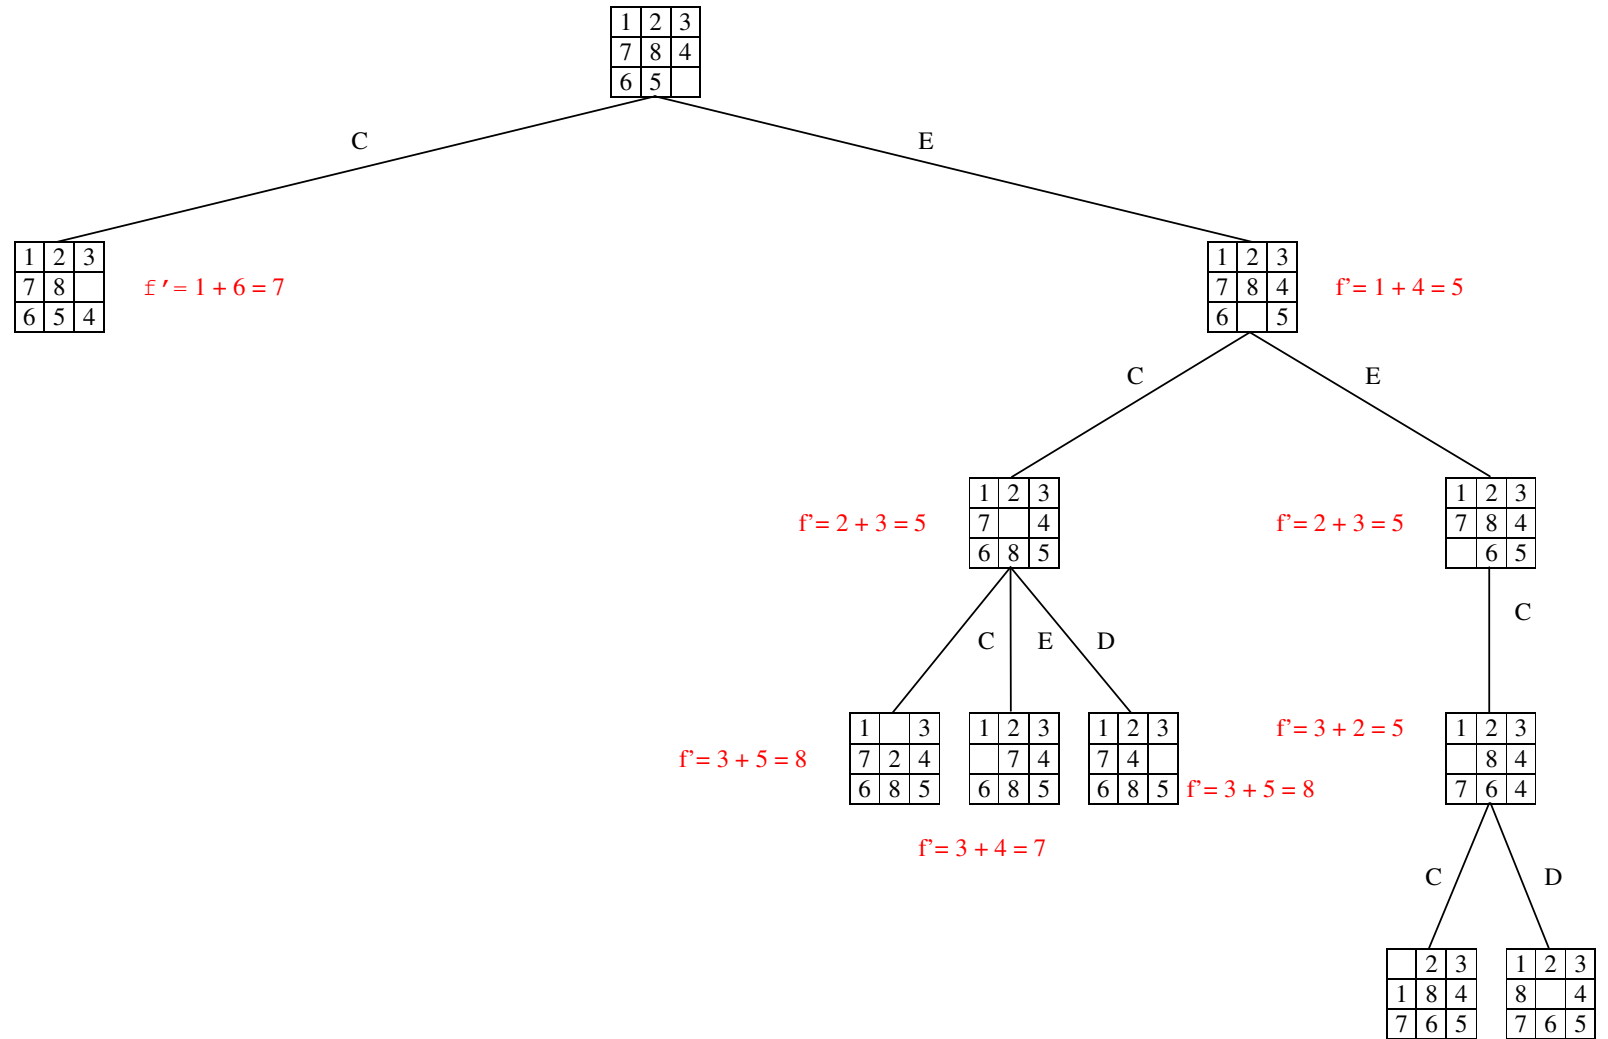 1 2 3
7 8 4
6 5
C
E
1 2 3
7 8
6 5 4
f'= 1 + 6 = 7
1 2 3
7 8 4
6 5
f'= 1 + 4 = 5
C
E
f'= 2 + 3 = 5
1 2 3
7 4
6 8 5
f'= 2 + 3 = 5
1 2 3
7 8 4
6 5
C
E
D
C
f'= 3 + 5 = 8
1 3
7 2 4
6 8 5
1 2 3
7 4
6 8 5
f'= 3 + 4 = 7
1 2 3
7 4
6 8 5
f'= 3 + 5 = 8
f'= 3 + 2 = 5
1 2 3
8 4
7 6 4
C
D
2 3
1 8 4
7 6 5
1 2 3
8 4
7 6 5